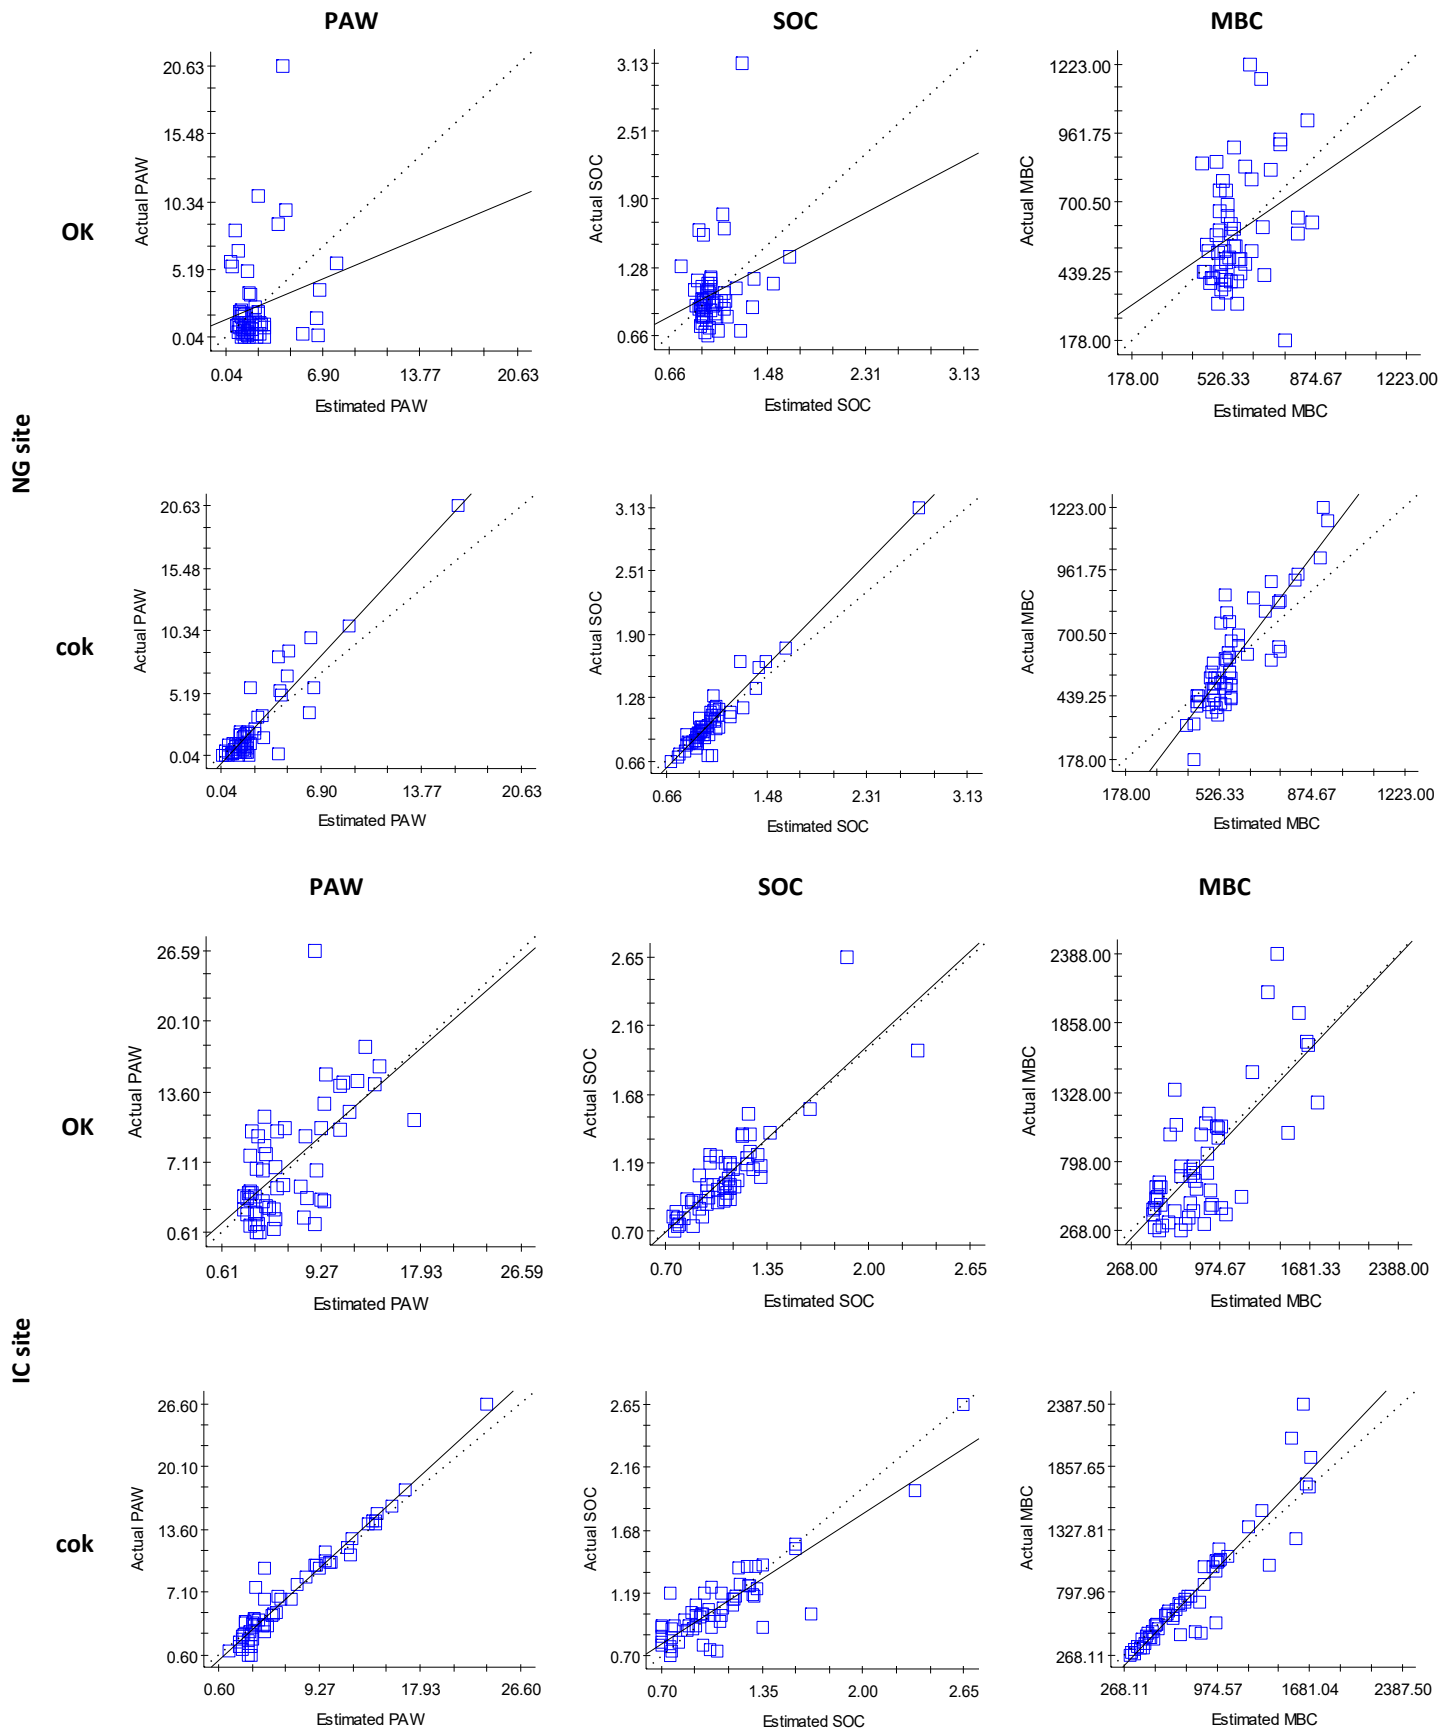 PAW SOC MBC
NG site
OK
Actual PAW
20.63
15.48
10.34
5.19
0.04
0.04 6.90 13.77 20.63
Estimated PAW
Actual SOC
3.13
2.51
1.90
1.28
0.66
0.66 1.48 2.31 3.13
Estimated SOC
Actual MBC
1223.00
961.75
700.50
439.25
178.00
178.00 526.33 874.67 1223.00
Estimated MBC
cok
Actual PAW
20.63
15.48
10.34
5.19
0.04
0.04 6.90 13.77 20.63
Estimated PAW
Actual SOC
3.13
2.51
1.90
1.28
0.66
0.66 1.48 2.31 3.13
Estimated SOC
Actual MBC
1223.00
961.75
700.50
439.25
178.00
178.00 526.33 874.67 1223.00
Estimated MBC
PAW SOC MBC
IC site
OK
Actual PAW
26.59
20.10
13.60
7.11
0.61
0.61 9.27 17.93 26.59
Estimated PAW
Actual SOC
2.65
2.16
1.68
1.19
0.70
0.70 1.35 2.00 2.65
Estimated SOC
Actual MBC
2388.00
1858.00
1328.00
798.00
268.00
268.00 974.67 1681.33 2388.00
Estimated MBC
cok
Actual PAW
26.60
20.10
13.60
7.10
0.60
0.60 9.27 17.93 26.60
Estimated PAW
Actual SOC
2.65
2.16
1.68
1.19
0.70
0.70 1.35 2.00 2.65
Estimated SOC
Actual MBC
2387.50
1857.65
1327.81
797.96
268.11
268.11 974.57 1681.04 2387.50
Estimated MBC